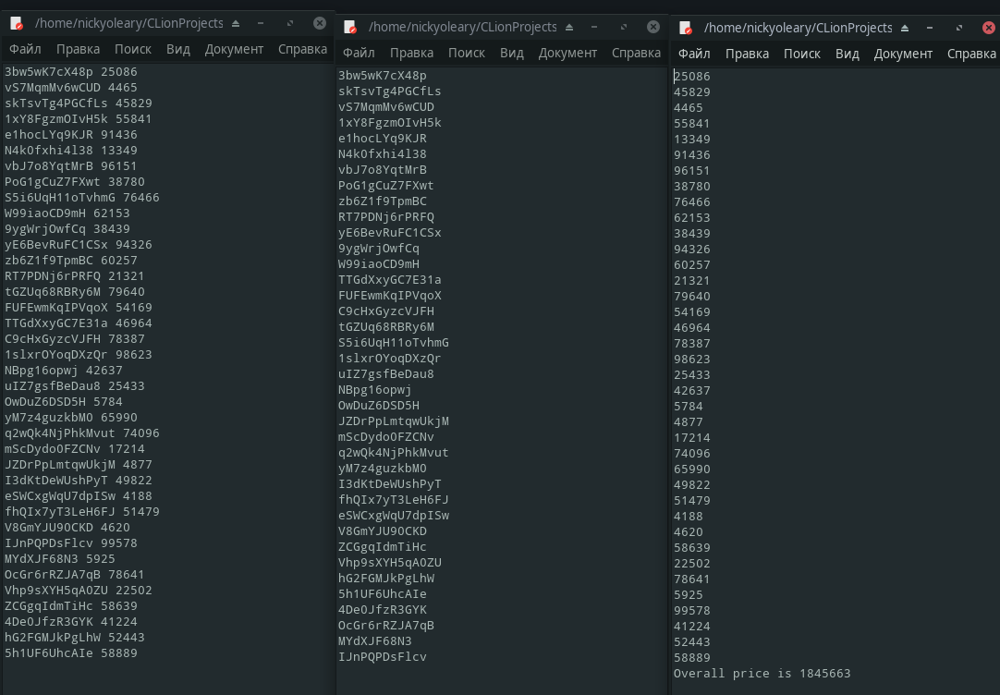 /home/nickyoleary/CLionProjects
Файл Правка Поиск Вид Документ Справка
3bw5wK7cX48p 25086
vS7MqmMv6wCUD 4465
skTsvTg4PGCfLs 45829
1xY8FgzmOIvH5k 55841
e1hocLYq9KJR 91436
N4k0fxhi4l38 13349
vbJ7o8YqtMrB 96151
PoG1gCuZ7FXwt 38780
S5i6UqH11oTvhmG 76466
W99iaoCD9mH 62153
9ygWrjOwfCq 38439
yE6BevRuFC1CSx 94326
zb6Z1f9TpmBC 60257
RT7PDNj6rPRFQ 21321
tGZUq68RBRy6M 79640
FUFEwmKqIPVqoX 54169
TTGdXxyGC7E31a 46964
C9cHxGyzcVJFH 78387
1slxrOYoqDXzQr 98623
NBpg16opwj 42637
uIZ7gsfBeDau8 25433
OwDuZ6DSD5H 5784
yM7z4guzkbM0 65990
q2wQk4NjPhkMvut 74096
mScDydo0FZCNv 17214
JZDrPpLmtqwUkjM 4877
I3dKtDeWUshPyT 49822
eSWCxgWqU7dpISw 4188
fhQIx7yT3LeH6FJ 51479
V8GmYJU90CKD 4620
IJnPQPDsFlcv 99578
MYdXJF68N3 5925
OcGr6rRZJA7qB 78641
Vhp9sXYH5qA0ZU 22502
ZCGgqIdmTiHc 58639
4De0JfzR3GYK 41224
hG2FGMJkPgLhW 52443
5h1UF6UhcAIe 58889
/home/nickyoleary/CLionProjects
Файл Правка Поиск Вид Документ Справка
3bw5wK7cX48p
skTsvTg4PGCfLs
vS7MqmMv6wCUD
1xY8FgzmOIvH5k
e1hocLYq9KJR
N4k0fxhi4l38
vbJ7o8YqtMrB
PoG1gCuZ7FXwt
zb6Z1f9TpmBC
RT7PDNj6rPRFQ
yE6BevRuFC1CSx
9ygWrjOwfCq
W99iaoCD9mH
TTGdXxyGC7E31a
FUFEwmKqIPVqoX
C9cHxGyzcVJFH
tGZUq68RBRy6M
S5i6UqH11oTvhmG
1slxrOYoqDXzQr
uIZ7gsfBeDau8
NBpg16opwj
OwDuZ6DSD5H
JZDrPpLmtqwUkjM
mScDydo0FZCNv
q2wQk4NjPhkMvut
yM7z4guzkbM0
I3dKtDeWUshPyT
fhQIx7yT3LeH6FJ
eSWCxgWqU7dpISw
V8GmYJU90CKD
ZCGgqIdmTiHc
Vhp9sXYH5qA0ZU
hG2FGMJkPgLhW
5h1UF6UhcAIe
4De0JfzR3GYK
OcGr6rRZJA7qB
MYdXJF68N3
IJnPQPDsFlcv
/home/nickyoleary/CLionProjects
Файл Правка Поиск Вид Документ Справка
25086
45829
4465
55841
13349
91436
96151
38780
76466
62153
38439
94326
60257
21321
79640
54169
46964
78387
98623
25433
42637
5784
4877
17214
74096
65990
49822
51479
4188
4620
58639
22502
78641
5925
99578
41224
52443
58889
Overall price is 1845663